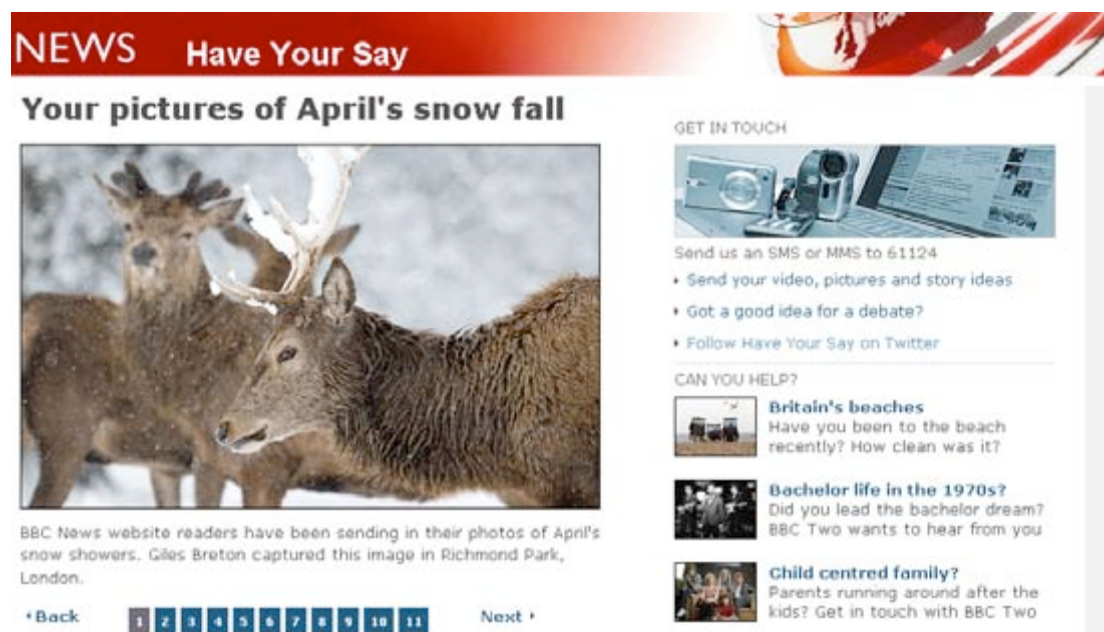 NEWS Have Your Say
Your pictures of April's snow fall
BBC News website readers have been sending in their photos of April's
snow showers. Giles Breton captured this image in Richmond Park,
London.
Back 1 2 3 4 5 6 7 8 9 10 11 Next
GET IN TOUCH
Send us an SMS or MMS to 61124
Send your video, pictures and story ideas
Got a good idea for a debate?
Follow Have Your Say on Twitter
CAN YOU HELP?
Britain's beaches
Have you been to the beach
recently? How clean was it?
Bachelor life in the 1970s?
Did you lead the bachelor dream?
BBC Two wants to hear from you
Child centred family?
Parents running around after the
kids? Get in touch with BBC Two